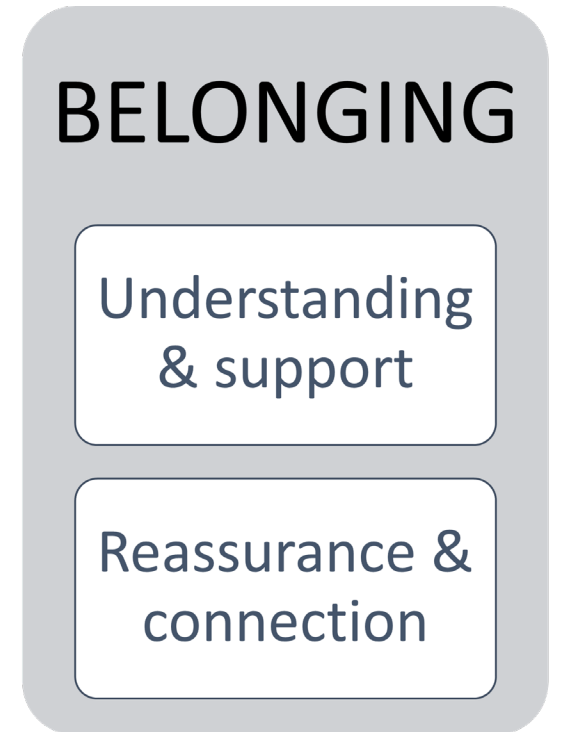 BELONGING
Understanding
& support
Reassurance &
connection